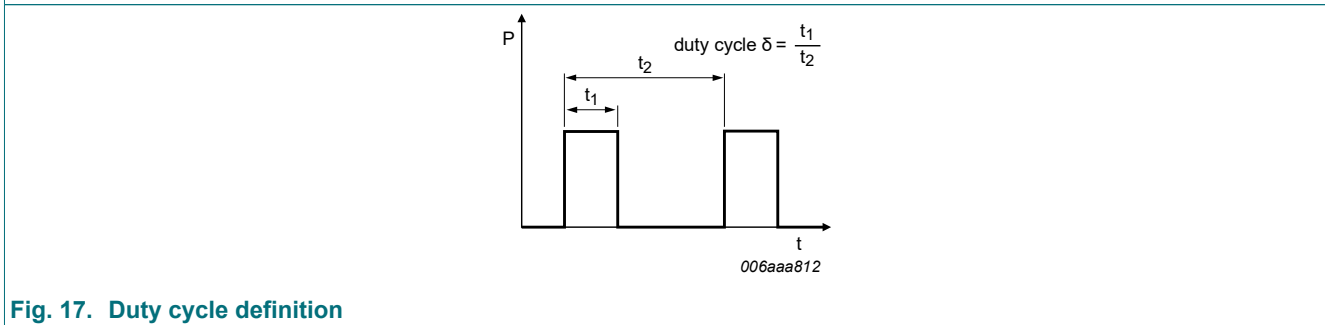 P
duty cycle δ = t1
t2
t2
t1
t
006aaa812
Fig. 17. Duty cycle definition